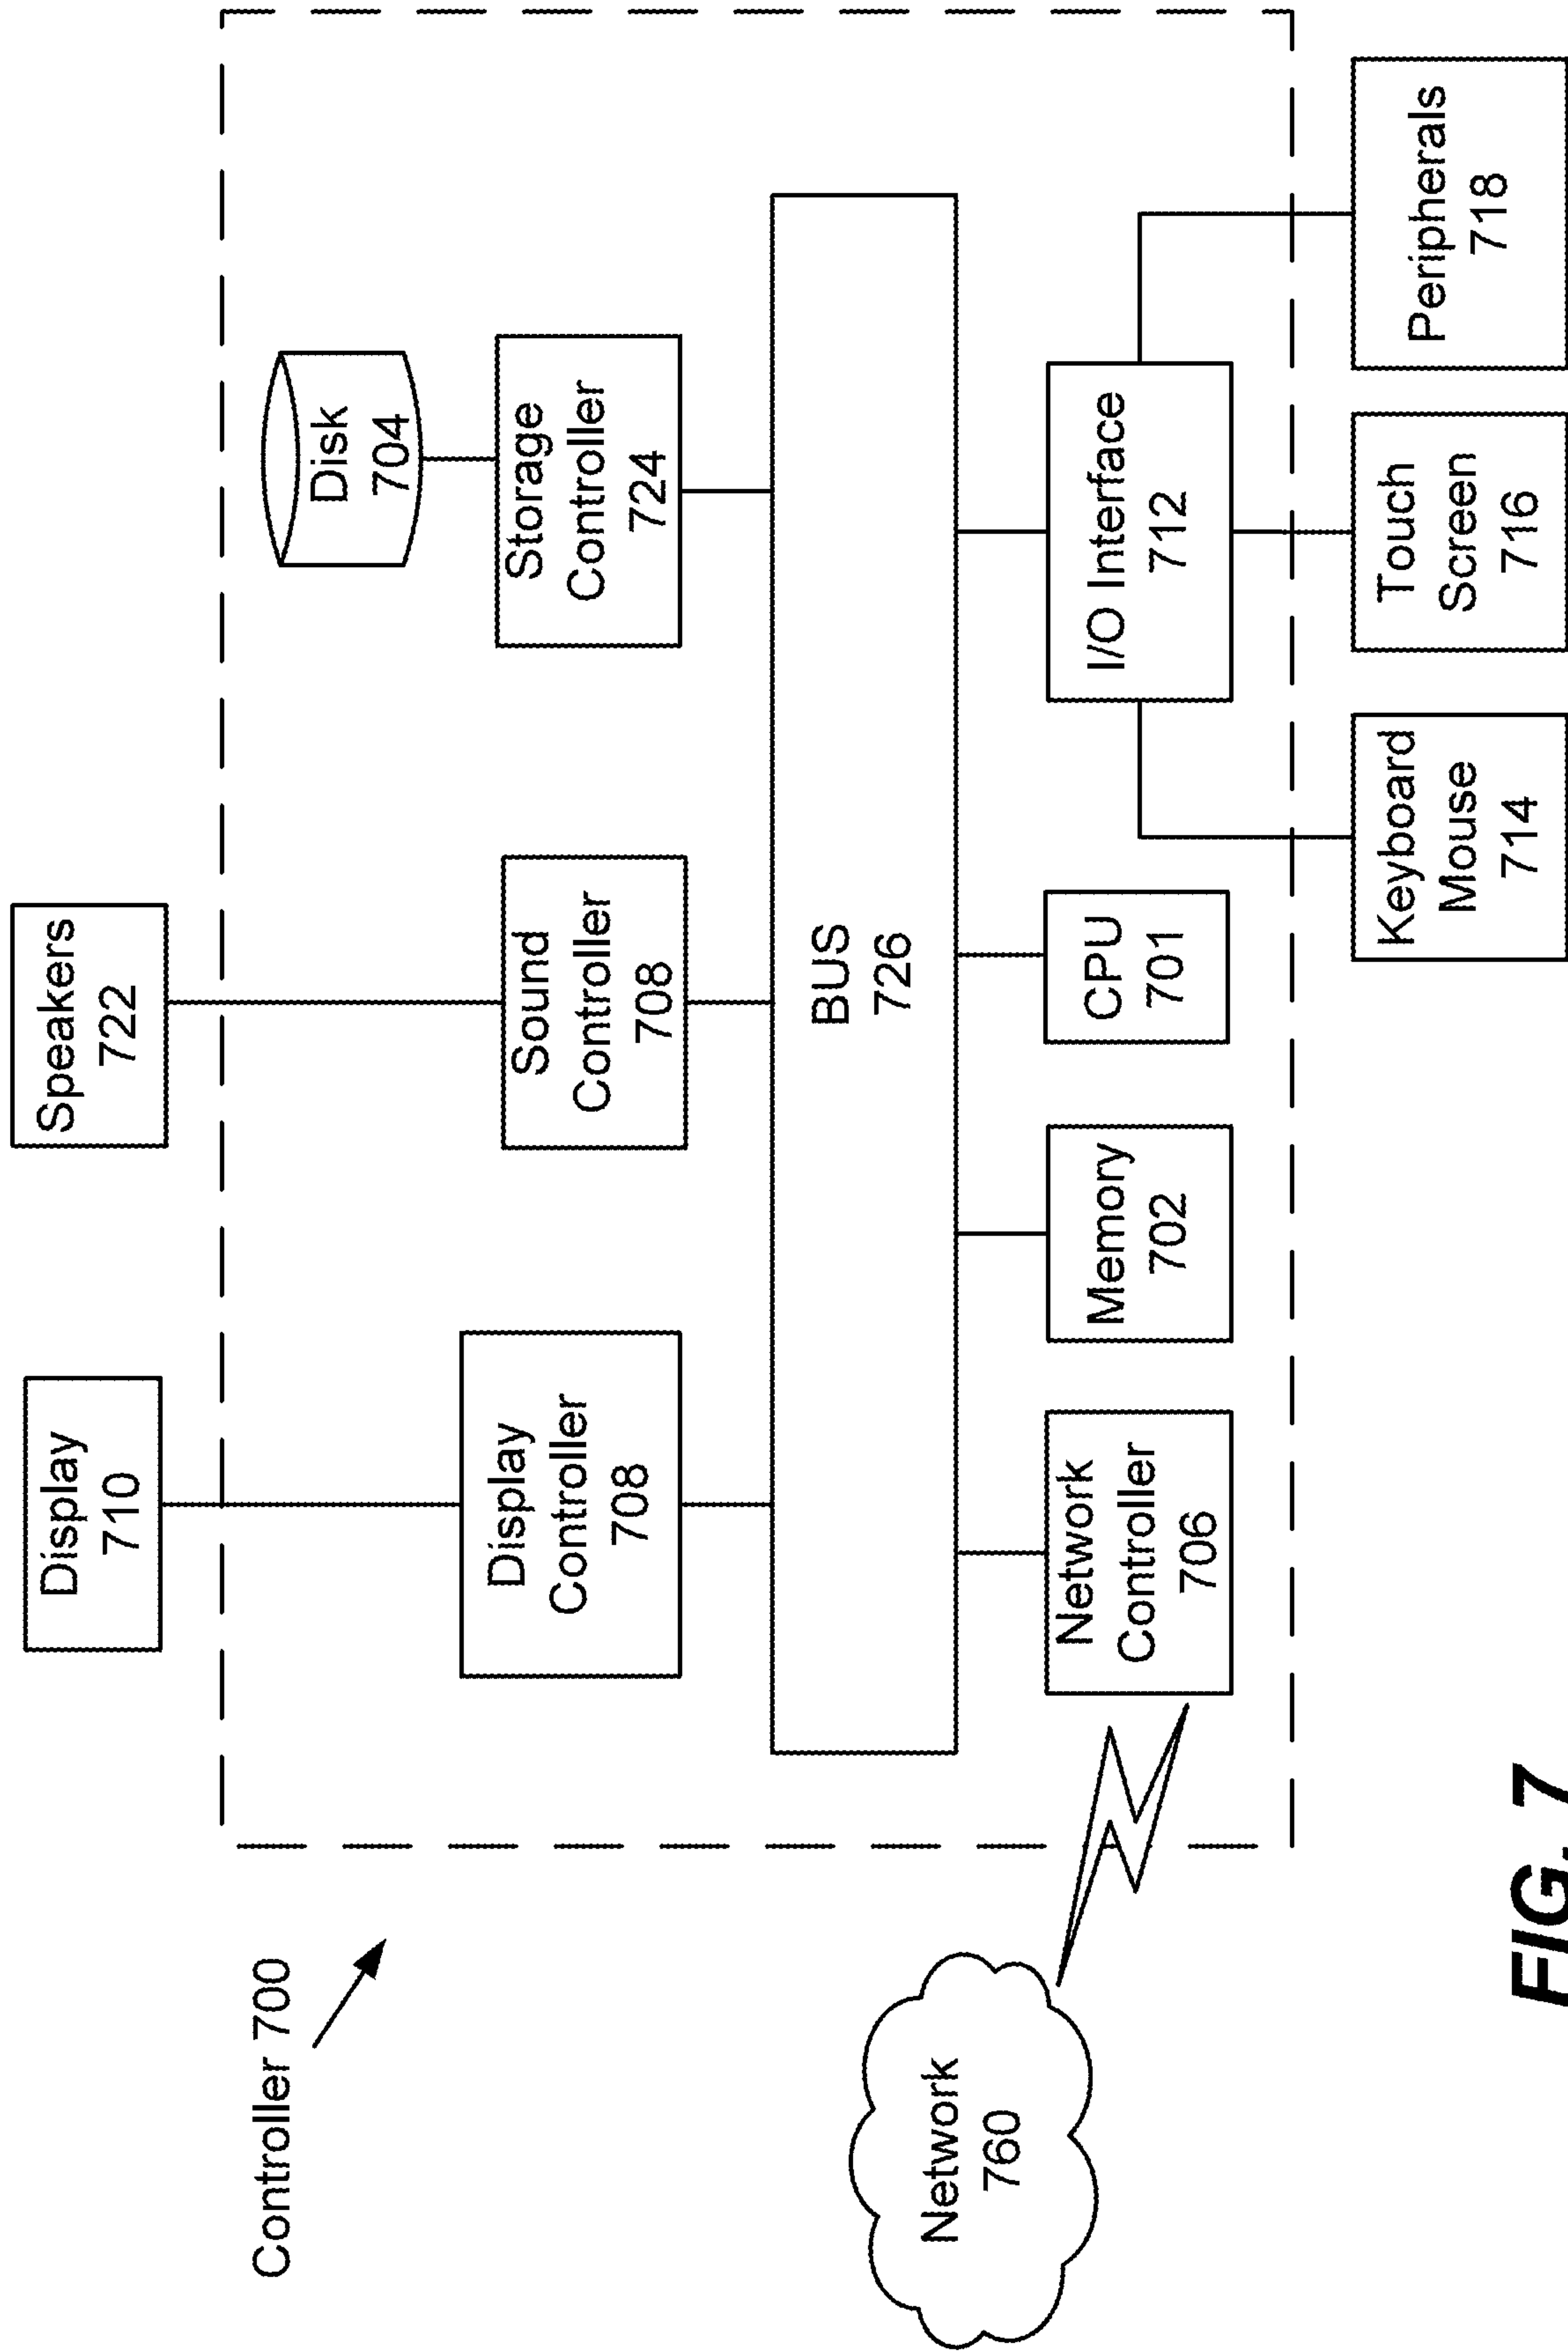 Controller 700
Display
710
Speakers
722
Disk
704
Display
Controller
708
Sound
Controller
708
Storage
Controller
724
BUS
726
Network
760
Network
Controller
706
Memory
702
CPU
701
I/O Interface
712
Keyboard
Mouse
714
Touch
Screen
716
Peripherals
718
FIG. 7